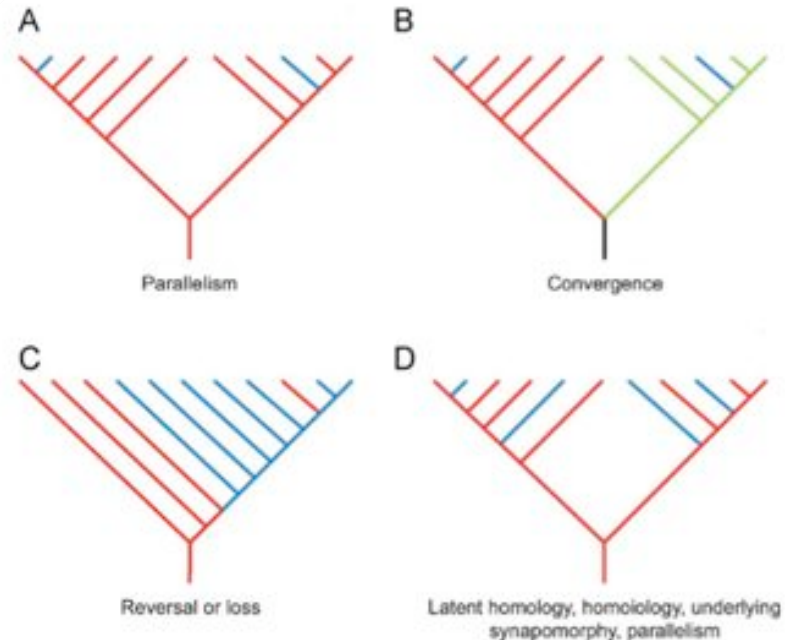 A
B
Parallelism
Convergence
C
D
Reversal or loss
Latent homology, homoiology, underlying
synapomorphy, parallelism